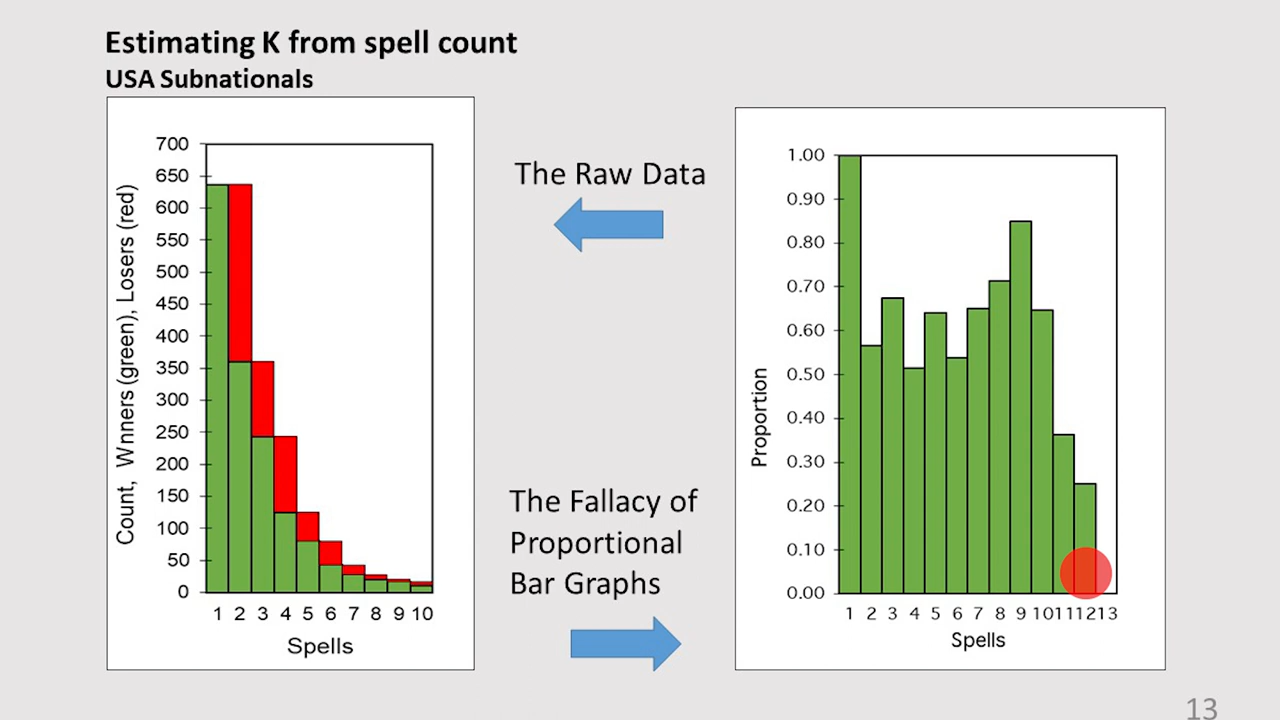 Estimating K from spell count
USA Subnationals
Count, Wnners (green), Losers (red)
700
650
600
550
500
450
400
350
300
250
200
150
100
50
0
1 2 3 4 5 6 7 8 9 10
Spells
The Raw Data
The Fallacy of
Proportional
Bar Graphs
Proportion
1.00
0.90
0.80
0.70
0.60
0.50
0.40
0.30
0.20
0.10
0.00
1 2 3 4 5 6 7 8 9 10 11 12 13
Spells
13